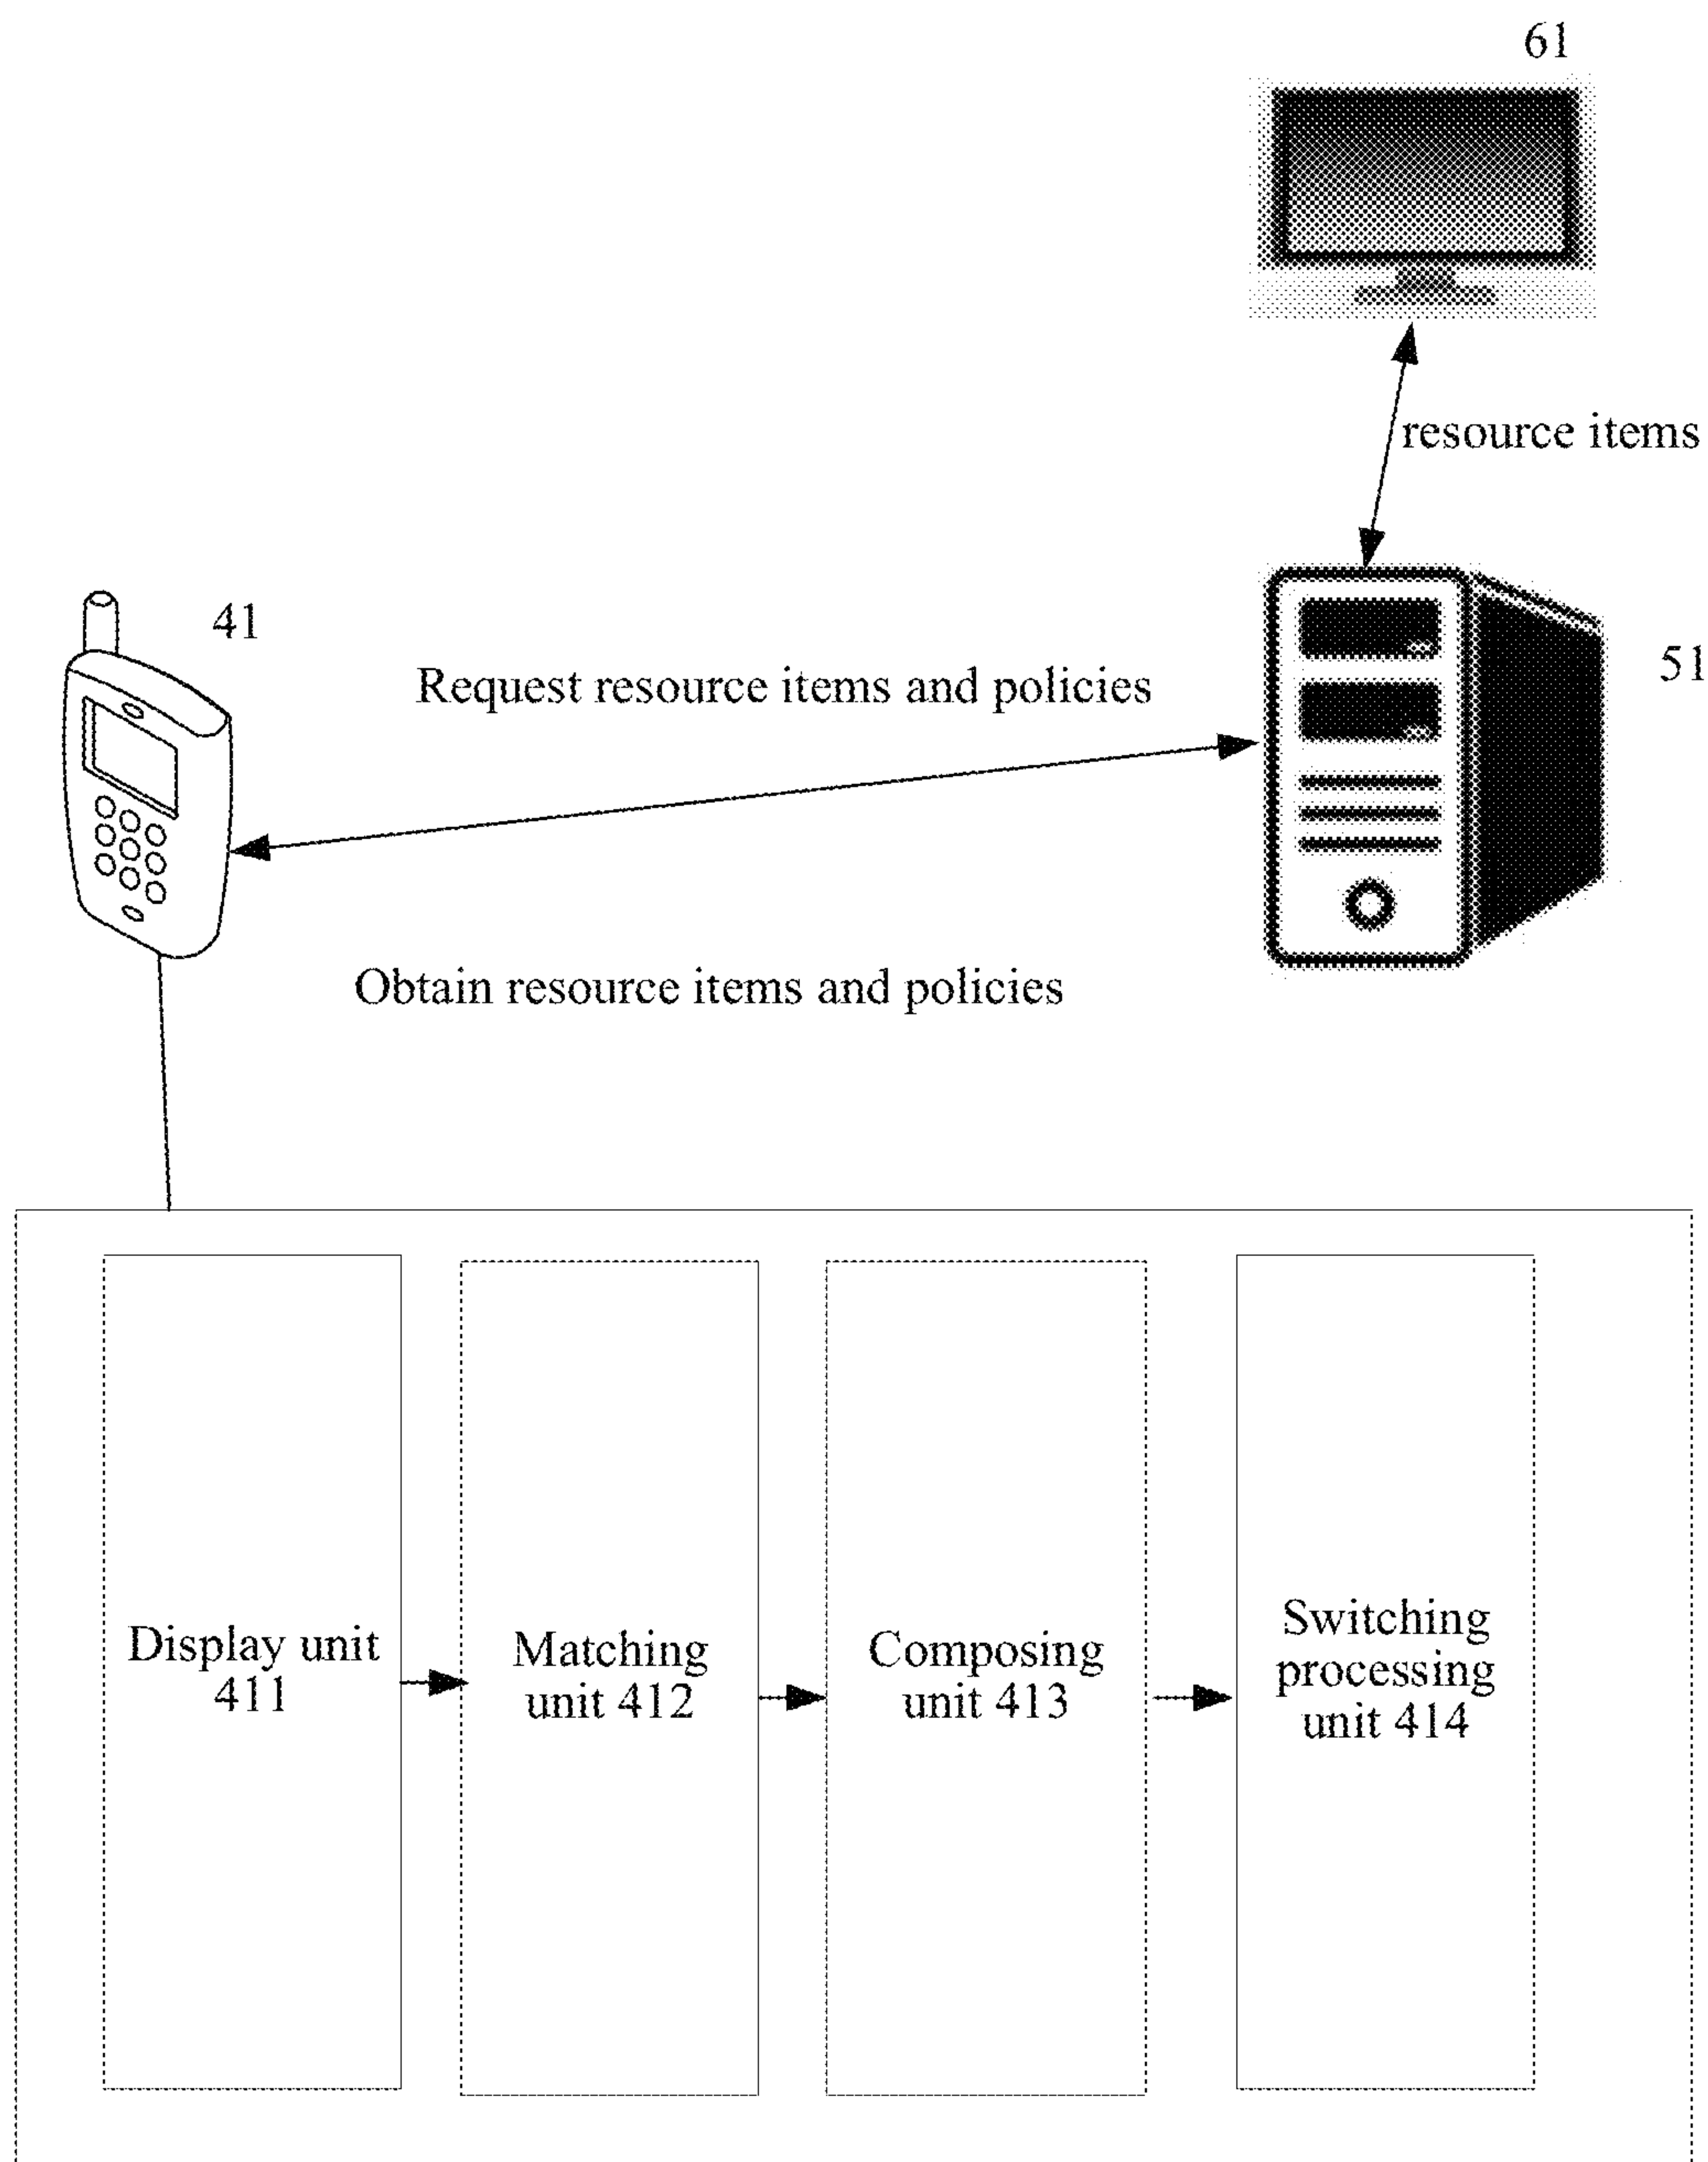 61
resource items
41
51
Request resource items and policies
Obtain resource items and policies
Display unit
411
Matching
unit 412
Composing
unit 413
Switching
processing
unit 414